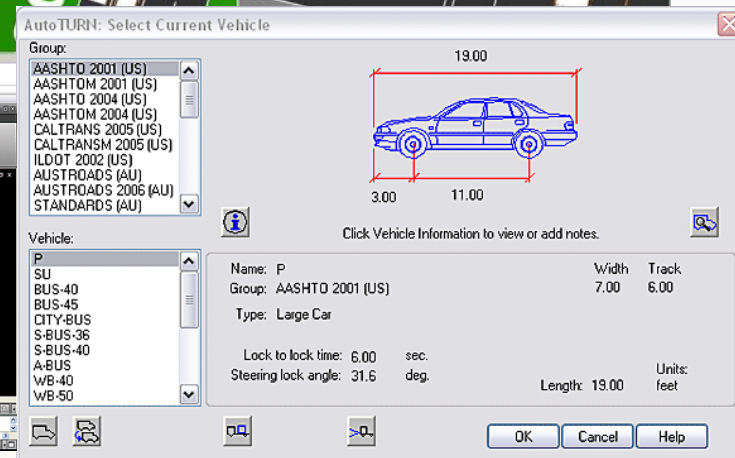 AutoTURN: Select Current Vehicle
Group:
AASHTO 2001 (US)
AASHTOM 2001 (US)
AASHTO 2004 (US)
AASHTOM 2004 (US)
CALTRANS 2005 (US)
CALTRANSM 2005 (US)
ILDOT 2002 (US)
AUSTROADS (AU)
AUSTROADS 2006 (AU)
STANDARDS (AU)
19.00
3.00 11.00
Click Vehicle Information to view or add notes.
Vehicle:
P
SU
BUS-40
BUS-45
CITY-BUS
S-BUS-36
S-BUS-40
A-BUS
WB-40
WB-50
Name: P Width Track
Group: AASHTO 2001 (US) 7.00 6.00
Type: Large Car
Lock to lock time: 6.00 sec.
Steering lock angle: 31.6 deg.
Length: 19.00 Units: feet
OK Cancel Help